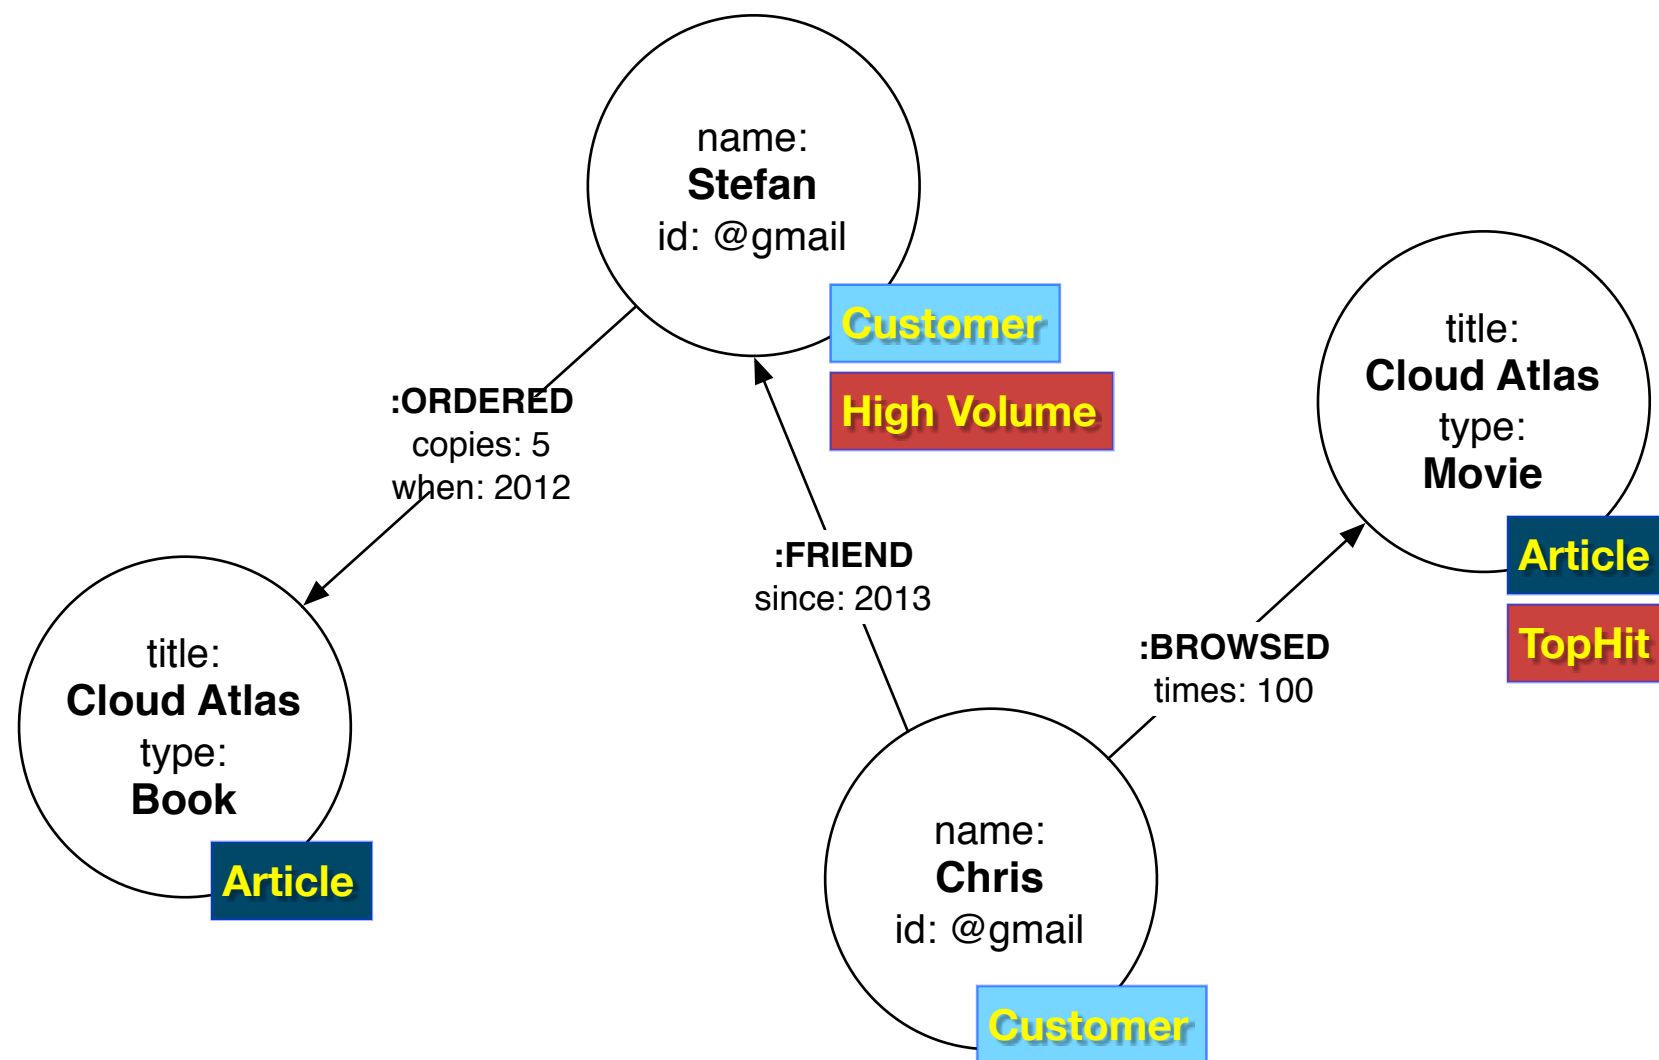 name:
Stefan
id: @gmail
Customer
High Volume
:ORDERED
copies: 5
when: 2012
title:
Cloud Atlas
type:
Movie
Article
TopHit
:FRIEND
since: 2013
:BROWSED
times: 100
title:
Cloud Atlas
type:
Book
Article
name:
Chris
id: @gmail
Customer